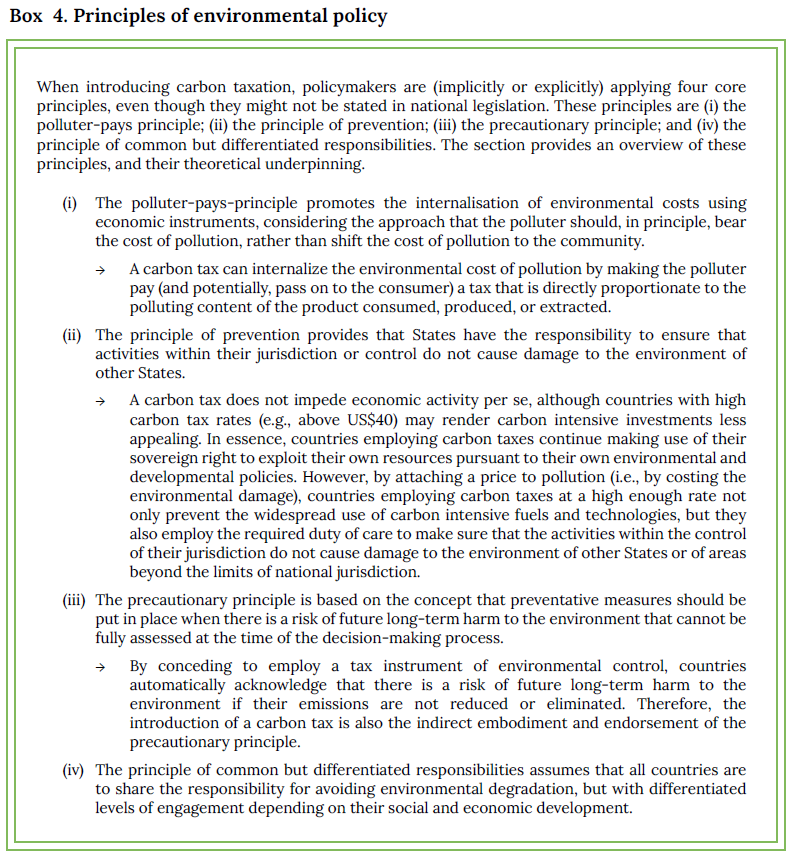 Box 4. Principles of environmental policy
When introducing carbon taxation, policymakers are (implicitly or explicitly) applying four core
principles, even though they might not be stated in national legislation. These principles are (i) the
polluter-pays principle; (ii) the principle of prevention; (iii) the precautionary principle; and (iv) the
principle of common but differentiated responsibilities. The section provides an overview of these
principles, and their theoretical underpinning.
(i) The polluter-pays-principle promotes the internalisation of environmental costs using
economic instruments, considering the approach that the polluter should, in principle, bear
the cost of pollution, rather than shift the cost of pollution to the community.
→ A carbon tax can internalize the environmental cost of pollution by making the polluter
pay (and potentially, pass on to the consumer) a tax that is directly proportionate to the
polluting content of the product consumed, produced, or extracted.
(ii) The principle of prevention provides that States have the responsibility to ensure that
activities within their jurisdiction or control do not cause damage to the environment of
other States.
→ A carbon tax does not impede economic activity per se, although countries with high
carbon tax rates (e.g., above US$40) may render carbon intensive investments less
appealing. In essence, countries employing carbon taxes continue making use of their
sovereign right to exploit their own resources pursuant to their own environmental and
developmental policies. However, by attaching a price to pollution (i.e., by costing the
environmental damage), countries employing carbon taxes at a high enough rate not
only prevent the widespread use of carbon intensive fuels and technologies, but they
also employ the required duty of care to make sure that the activities within the control
of their jurisdiction do not cause damage to the environment of other States or of areas
beyond the limits of national jurisdiction.
(iii) The precautionary principle is based on the concept that preventative measures should be
put in place when there is a risk of future long-term harm to the environment that cannot be
fully assessed at the time of the decision-making process.
→ By conceding to employ a tax instrument of environmental control, countries
automatically acknowledge that there is a risk of future long-term harm to the
environment if their emissions are not reduced or eliminated. Therefore, the
introduction of a carbon tax is also the indirect embodiment and endorsement of the
precautionary principle.
(iv) The principle of common but differentiated responsibilities assumes that all countries are
to share the responsibility for avoiding environmental degradation, but with differentiated
levels of engagement depending on their social and economic development.